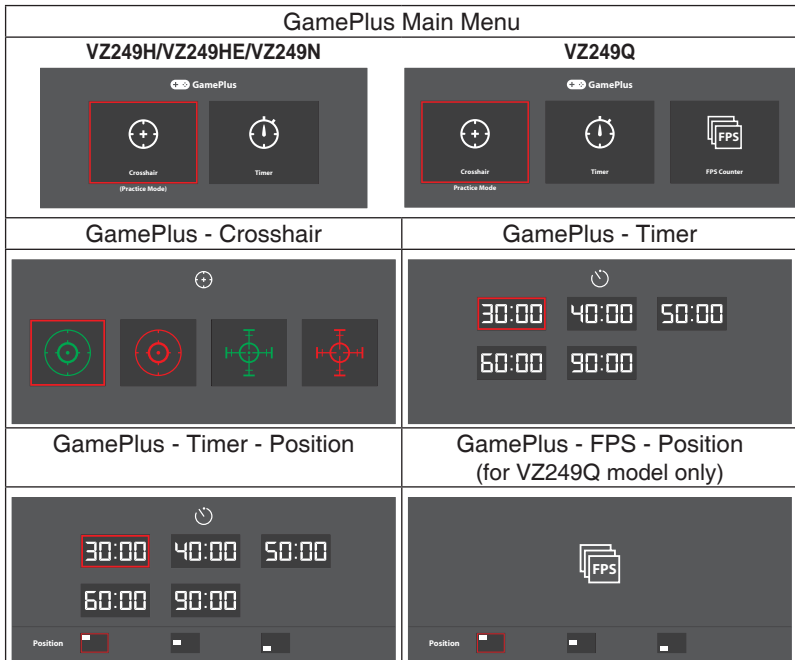 GamePlus Main Menu
VZ249H/VZ249HE/VZ249N
VZ249Q
GamePlus
Crosshair
Timer
(Practice Mode)
GamePlus
Crosshair
Timer
FPS
FPS Counter
Practice Mode
GamePlus - Crosshair
GamePlus - Timer
30:00 40:00 50:00
60:00 90:00
GamePlus - Timer - Position
GamePlus - FPS - Position
(for VZ249Q model only)
30:00 40:00 50:00
60:00 90:00
Position
FPS
Position